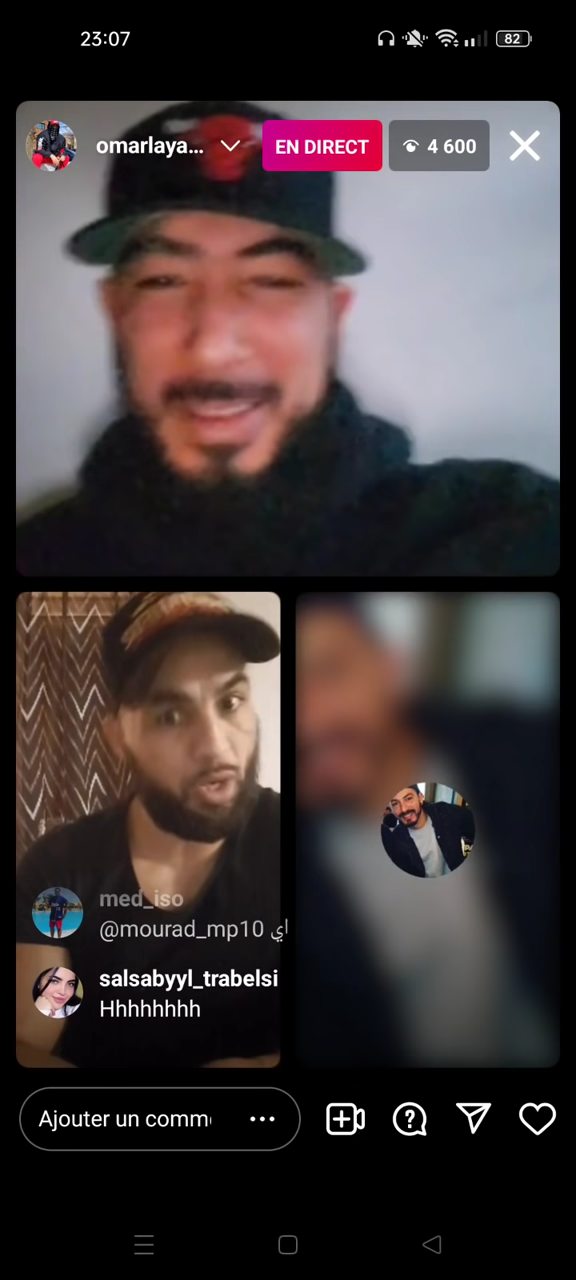 23:07
82
omarlaya...
EN DIRECT
4 600
med_iso
@mourad_mp10 اي
salsabyyl_trabelsi
Hhhhhhhh
Ajouter un comm